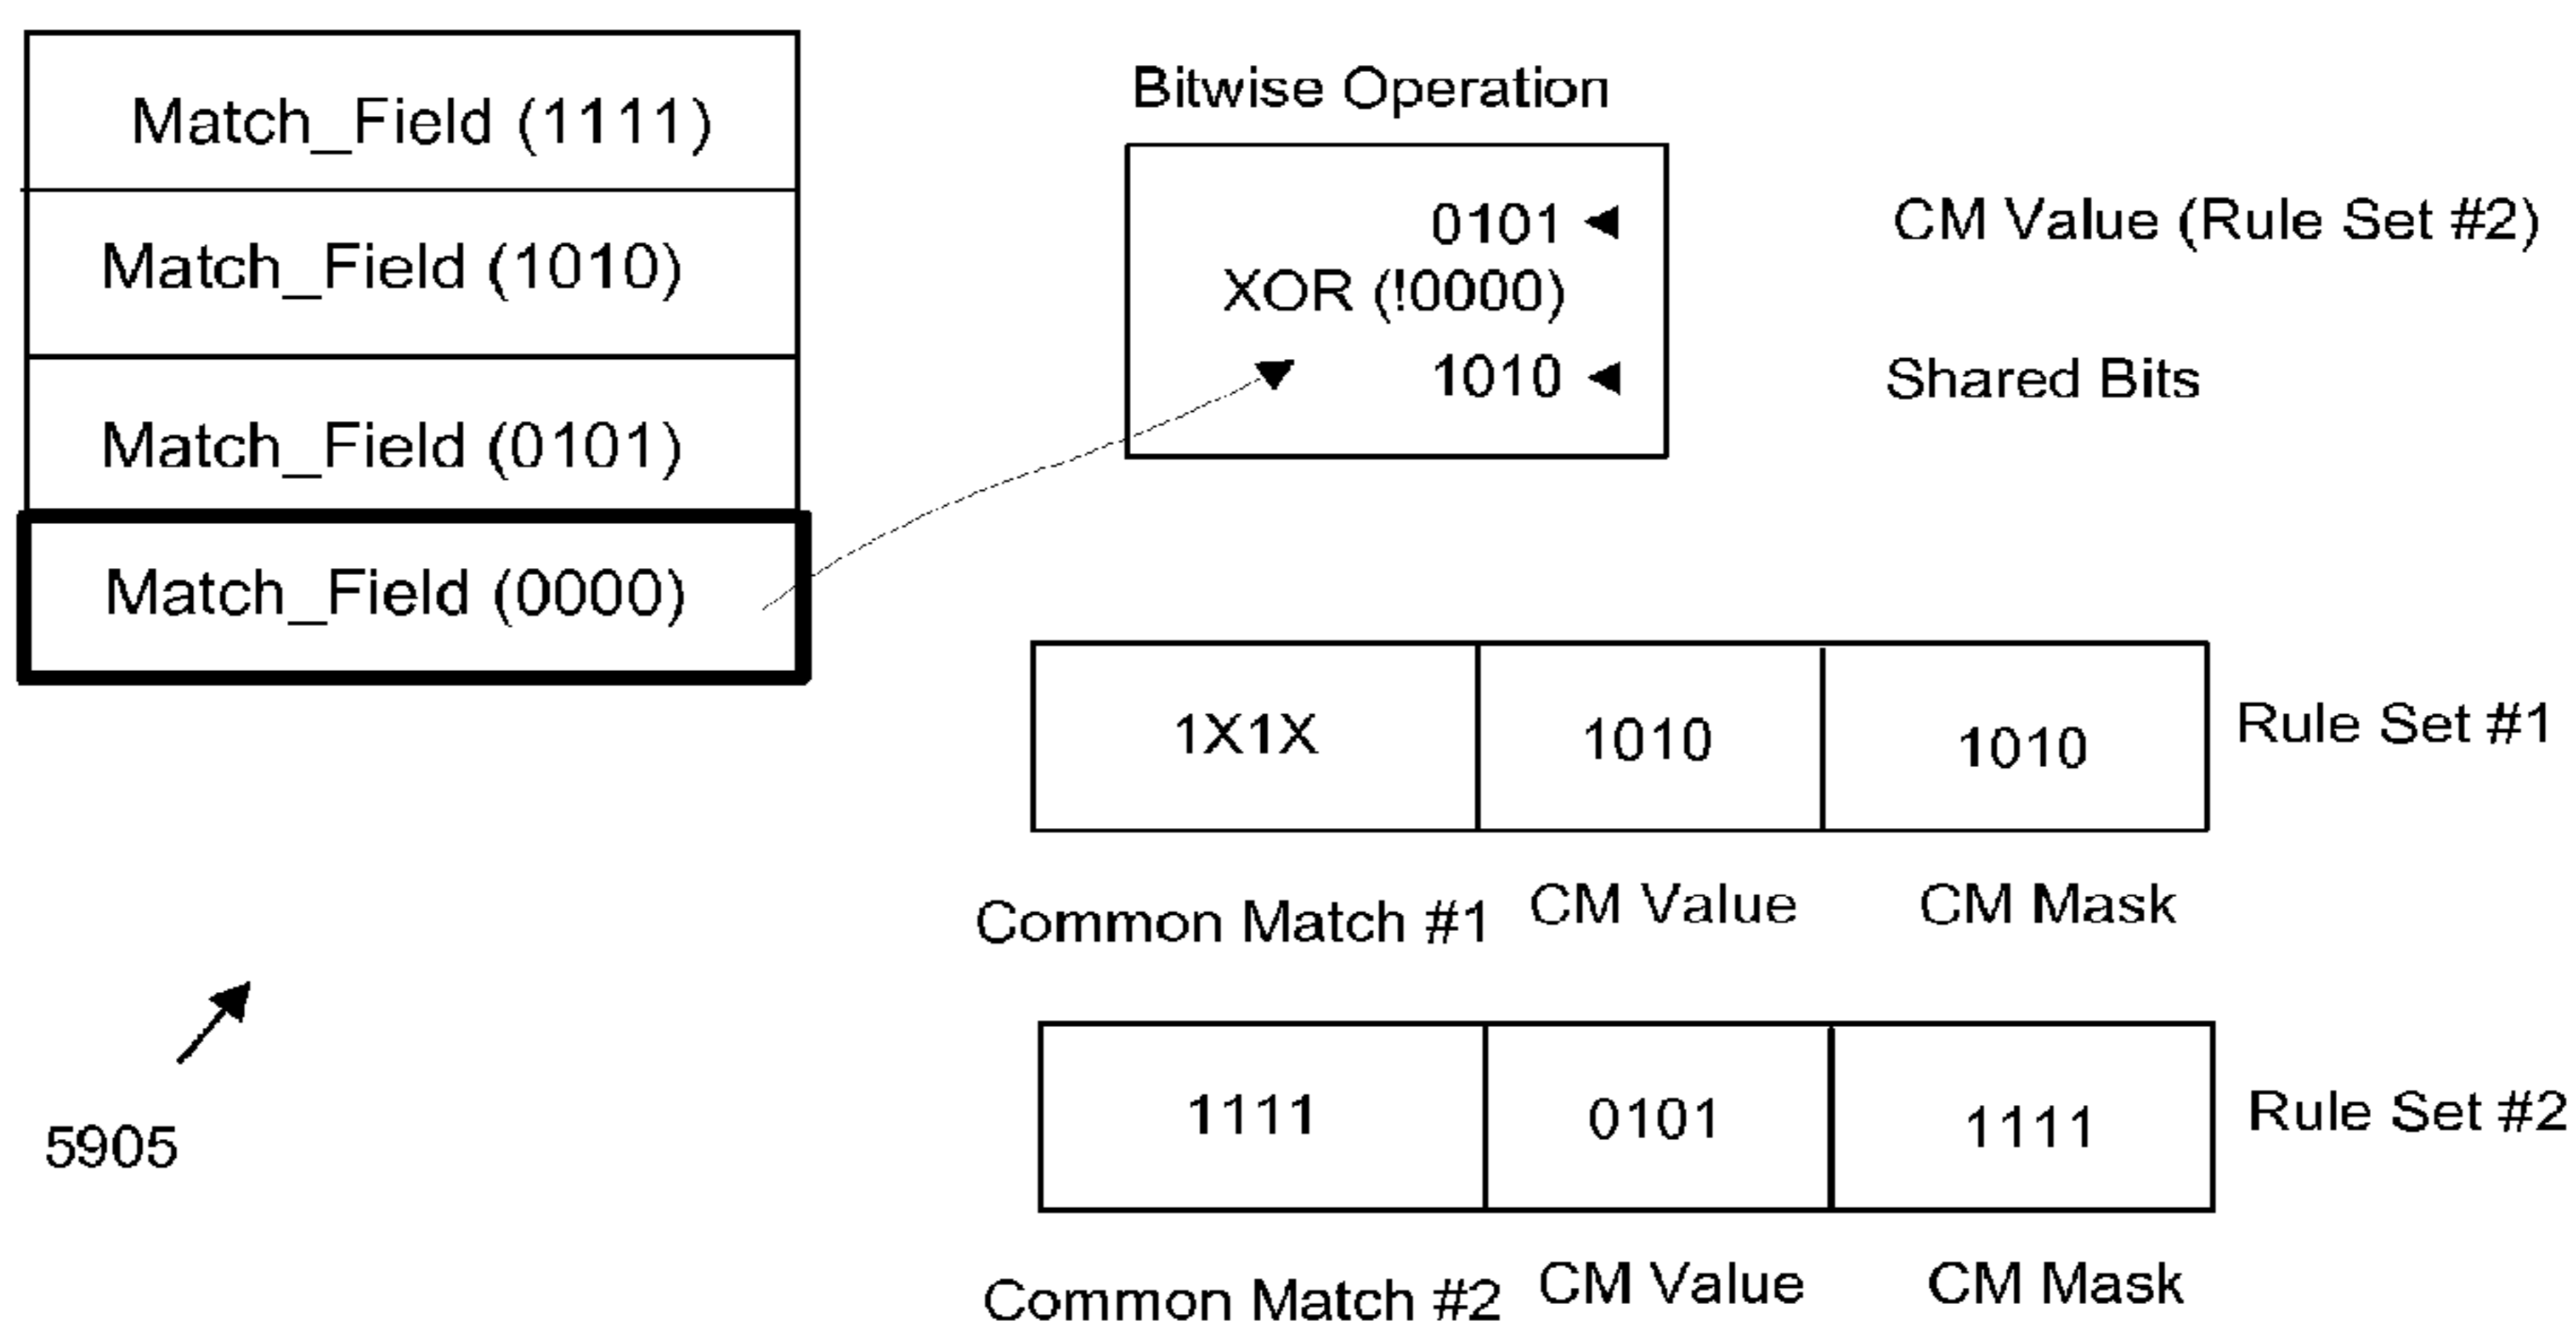 Match_Field (1111)
Match_Field (1010)
Match_Field (0101)
Match_Field (0000)
Bitwise Operation
0101
XOR (!0000)
1010
CM Value (Rule Set #2)
Shared Bits
1X1X 1010 1010 Rule Set #1
Common Match #1 CM Value CM Mask
1111 0101 1111 Rule Set #2
Common Match #2 CM Value CM Mask
5905